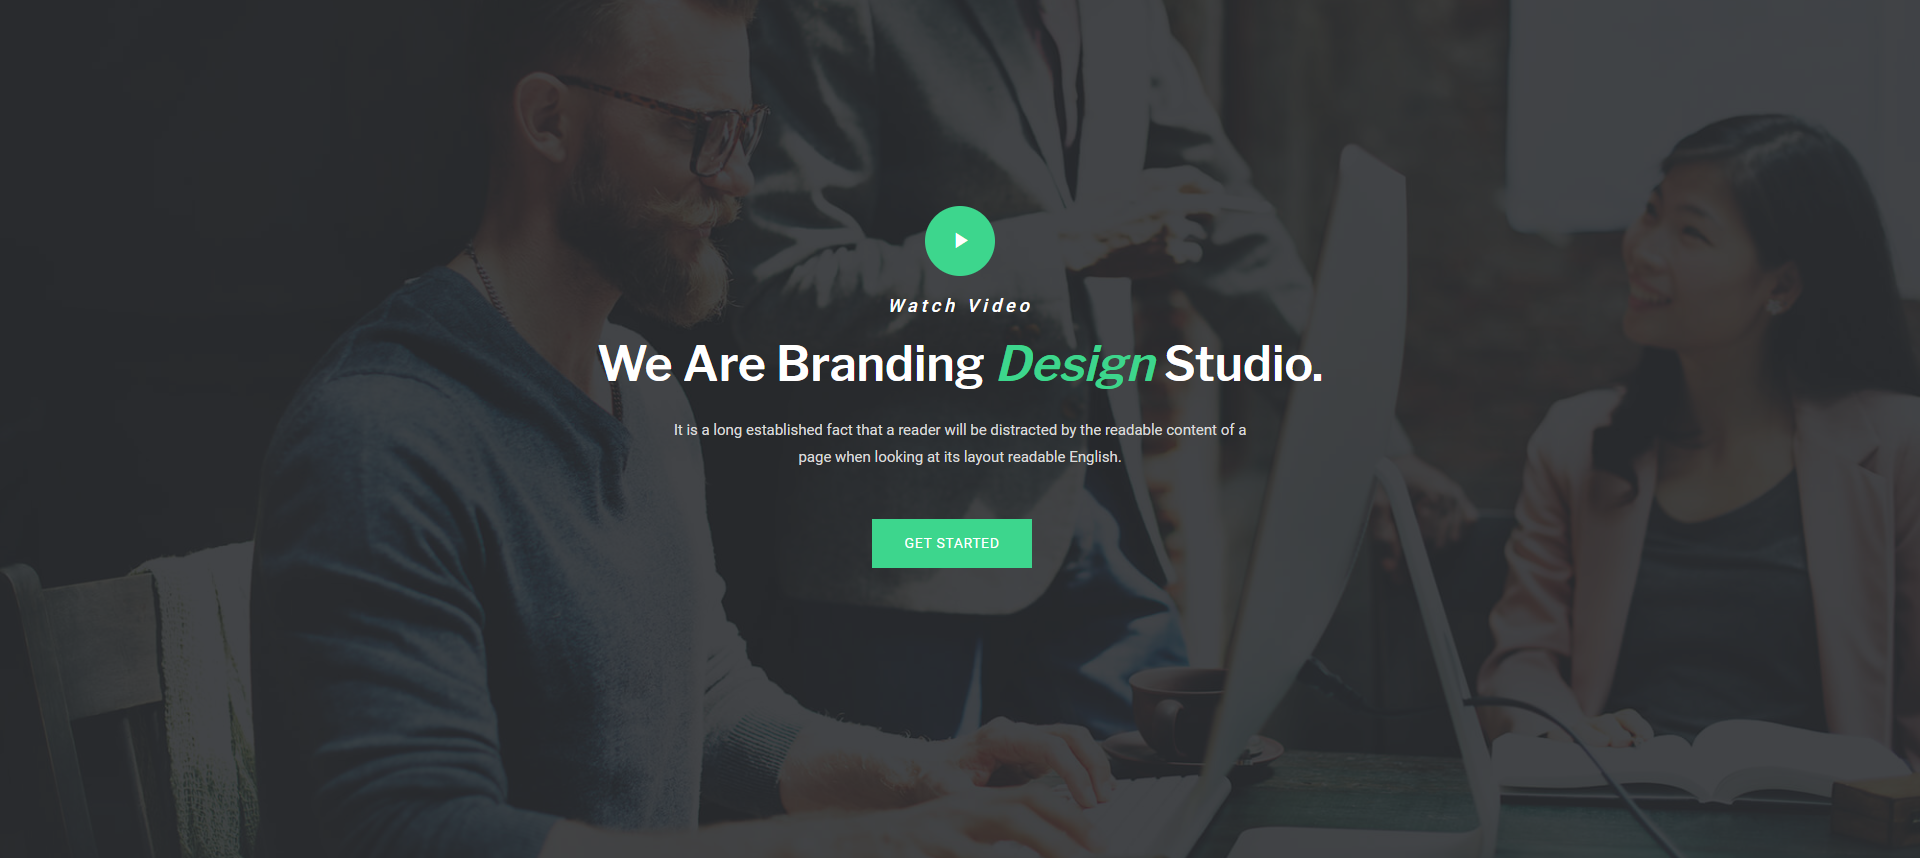 Watch Video
We Are Branding Design Studio.
It is a long established fact that a reader will be distracted by the readable content of a
page when looking at its layout readable English.
GET STARTED